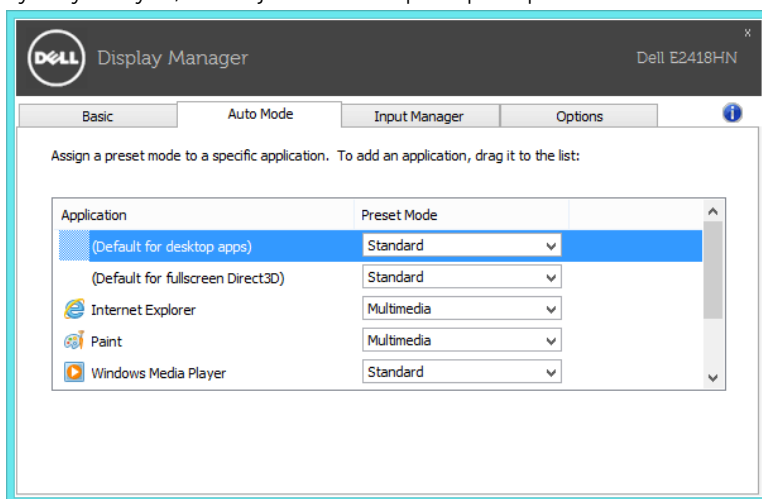 DELL Display Manager
x
Dell E2418HN
Basic Auto Mode Input Manager Options
Assign a preset mode to a specific application. To add an application, drag it to the list:
Application Preset Mode
(Default for desktop apps) Standard
(Default for fullscreen Direct3D) Standard
Internet Explorer Multimedia
Paint Multimedia
Windows Media Player Standard